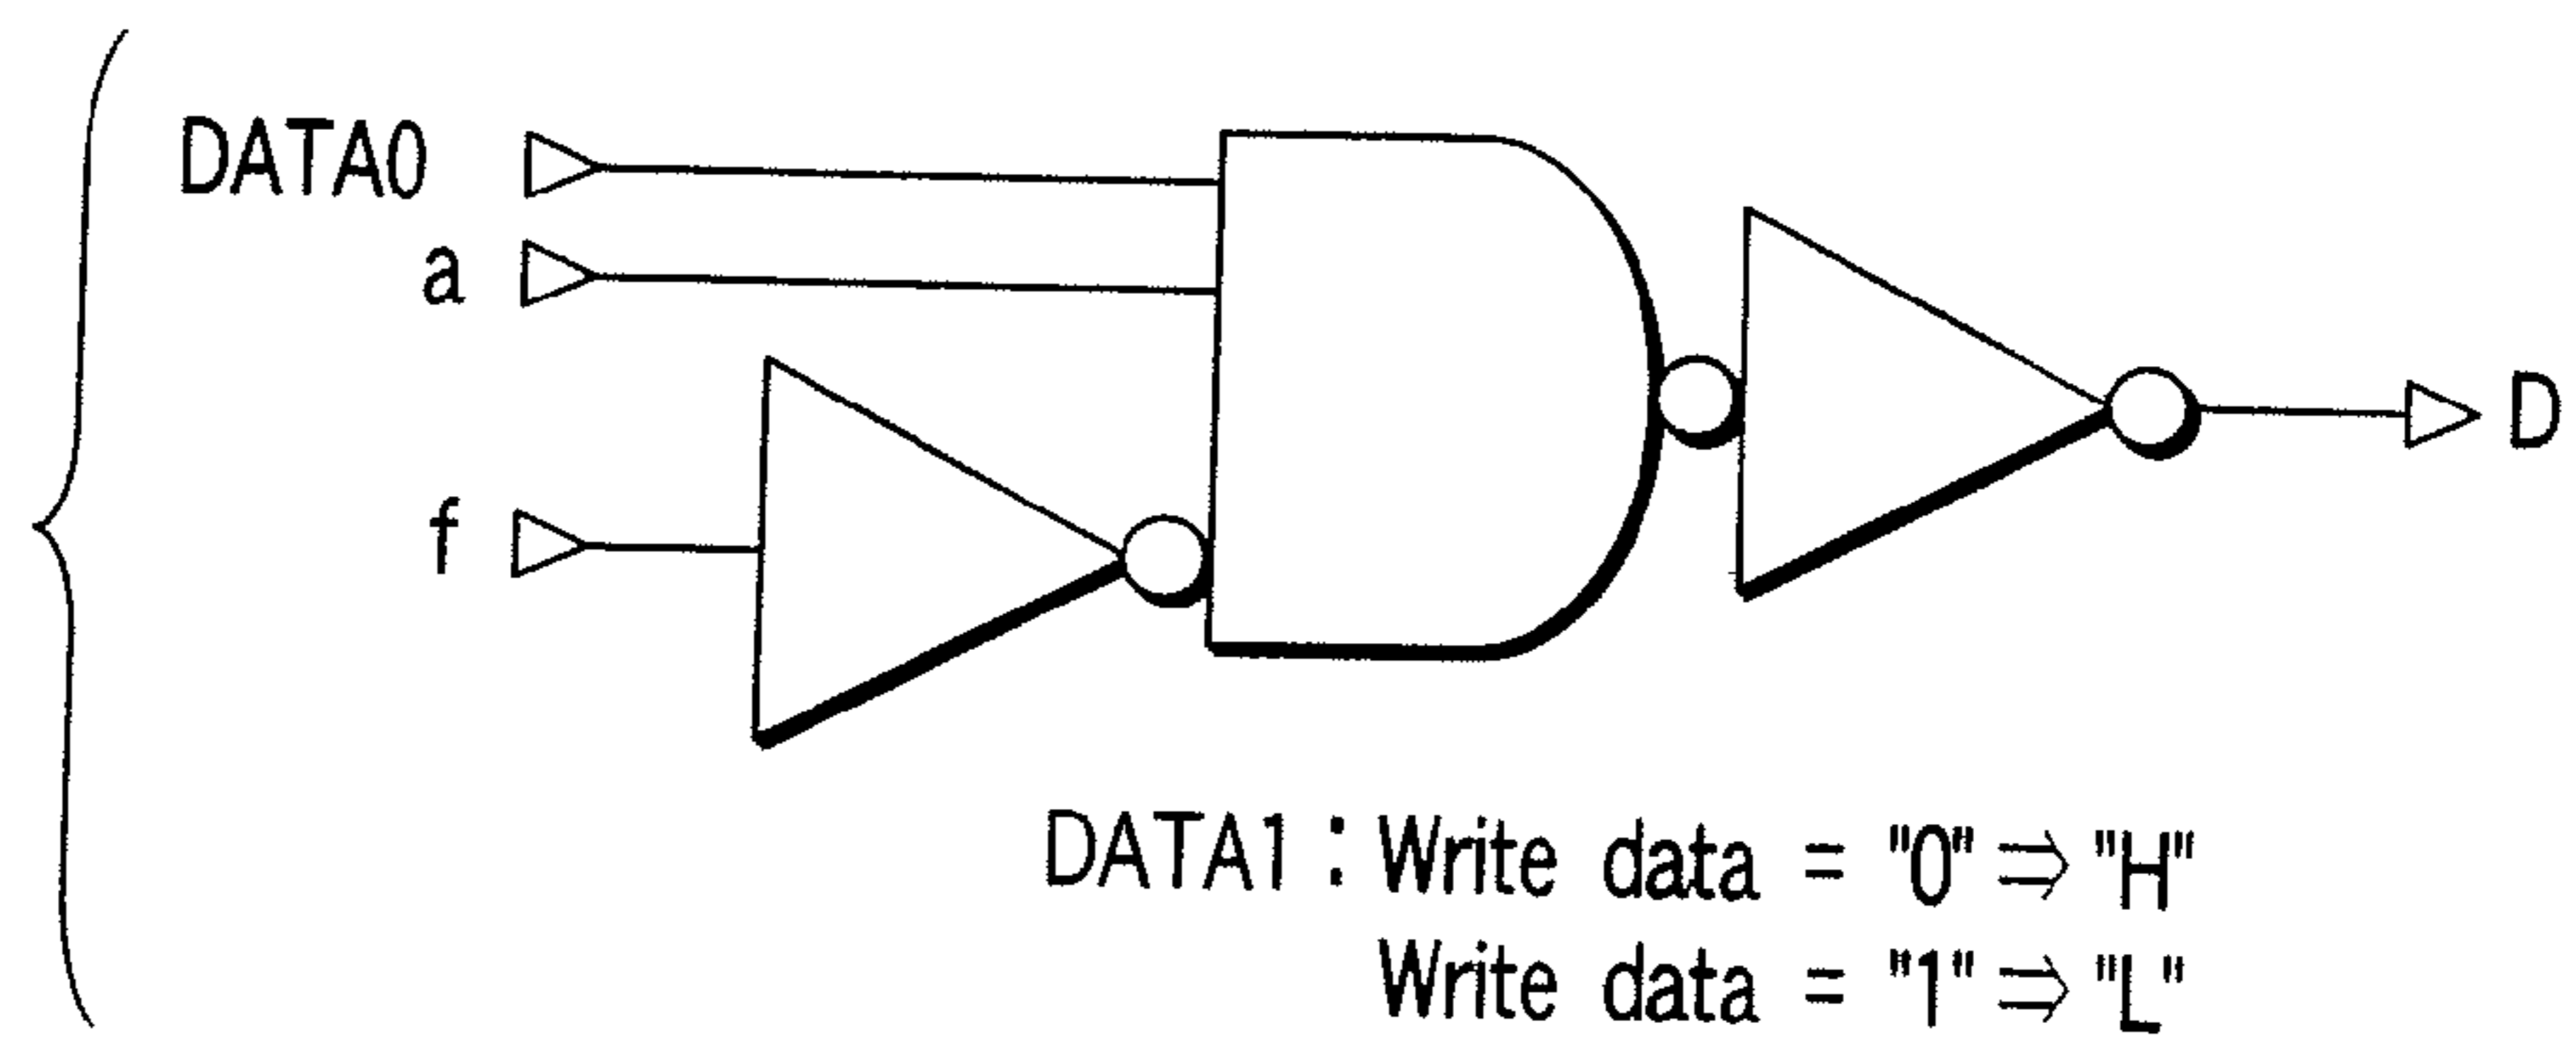 DATA0
a
f
D
DATA1 : Write data = "0" ⇒ "H"
Write data = "1" ⇒ "L"